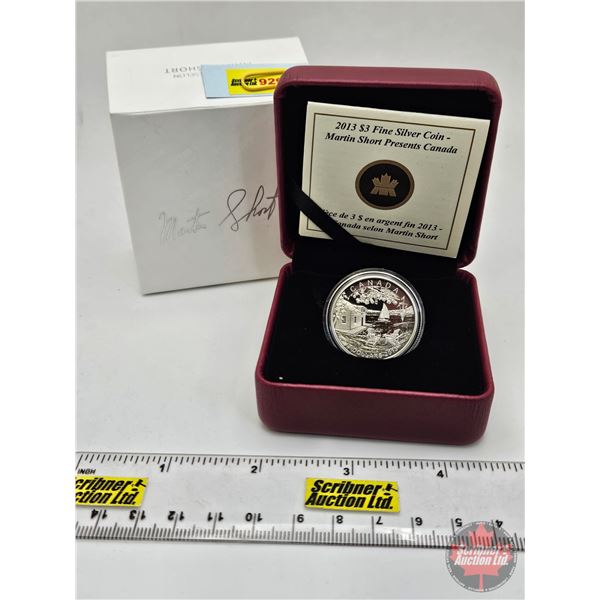 SHORT
2013 $3 Fine Silver Coin -
Martin Short Presents Canada
de 3 $ en argent fin 2013 -
Canada selon Martin Short
Martin Short
CANADA
INCH 1 2 3 4
Scribner
Auction Ltd.
Scribner
Auction Ltd.
14 13 12 11 10 9 8 7 6 5 4
Scribner
Auction Ltd.